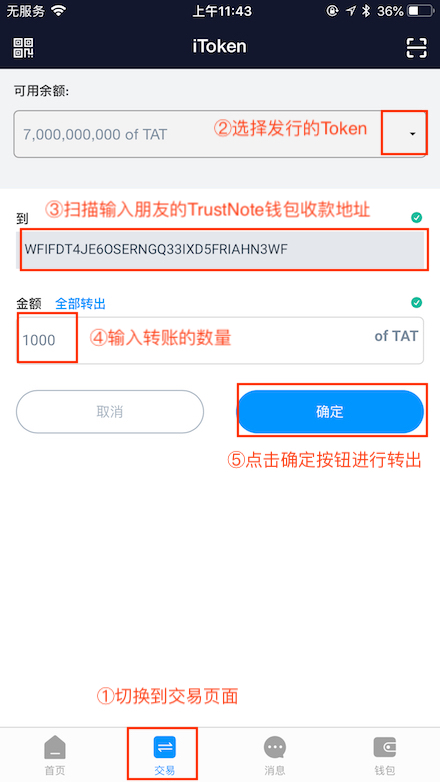 无服务 上午11:43 36%
iToken
可用余额:
7,000,000,000 of TAT ②选择发行的Token
③扫描输入朋友的TrustNote钱包收款地址
到
WFIFDT4JE6OSERNGQ33IXD5FRIAHN3WF
金额 全部转出
1000 ④输入转账的数量 of TAT
取消 确定
⑤点击确定按钮进行转出
①切换到交易页面
首页 交易 消息 钱包